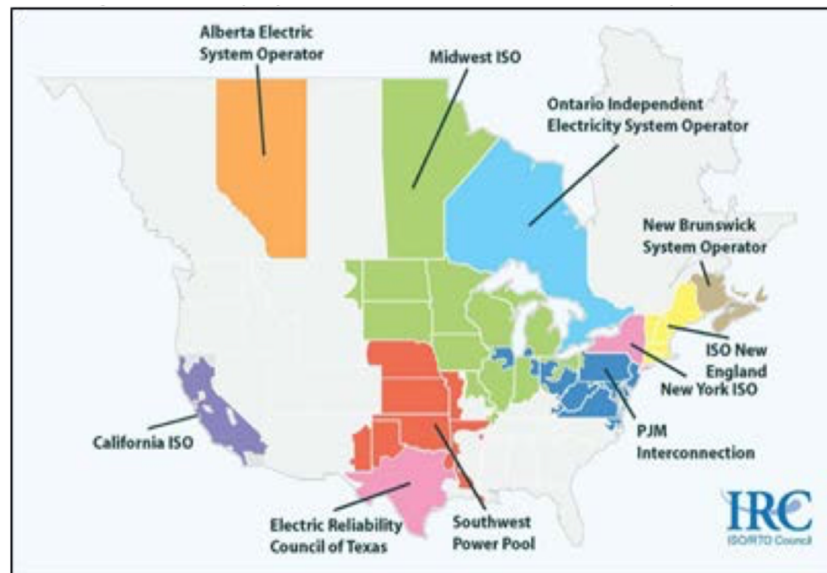 Alberta Electric
System Operator
Midwest ISO
Ontario Independent
Electricity System Operator
New Brunswick
System Operator
ISO New
England
New York ISO
PJM
Interconnection
California ISO
Electric Reliability
Council of Texas
Southwest
Power Pool
IRC
ISO/RTO Council